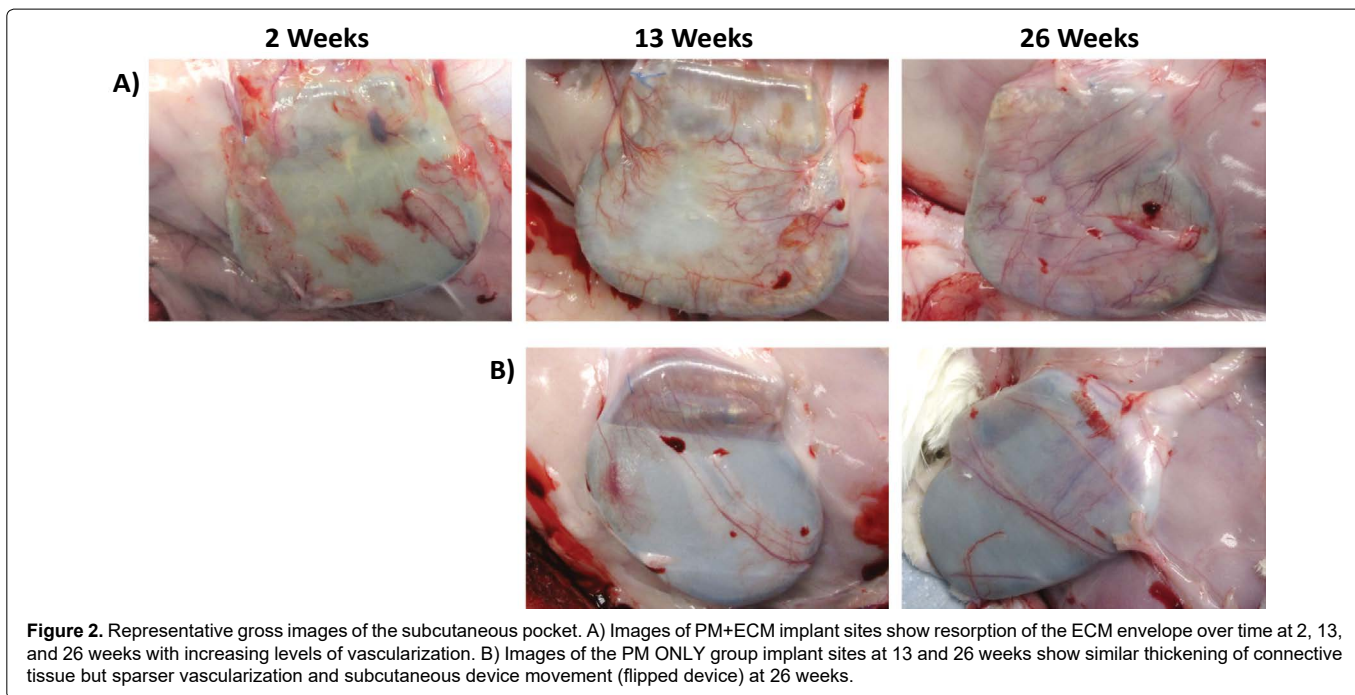 2 Weeks 13 Weeks 26 Weeks
A)
B)
Figure 2. Representative gross images of the subcutaneous pocket. A) Images of PM+ECM implant sites show resorption of the ECM envelope over time at 2, 13,
and 26 weeks with increasing levels of vascularization. B) Images of the PM ONLY group implant sites at 13 and 26 weeks show similar thickening of connective
tissue but sparser vascularization and subcutaneous device movement (flipped device) at 26 weeks.